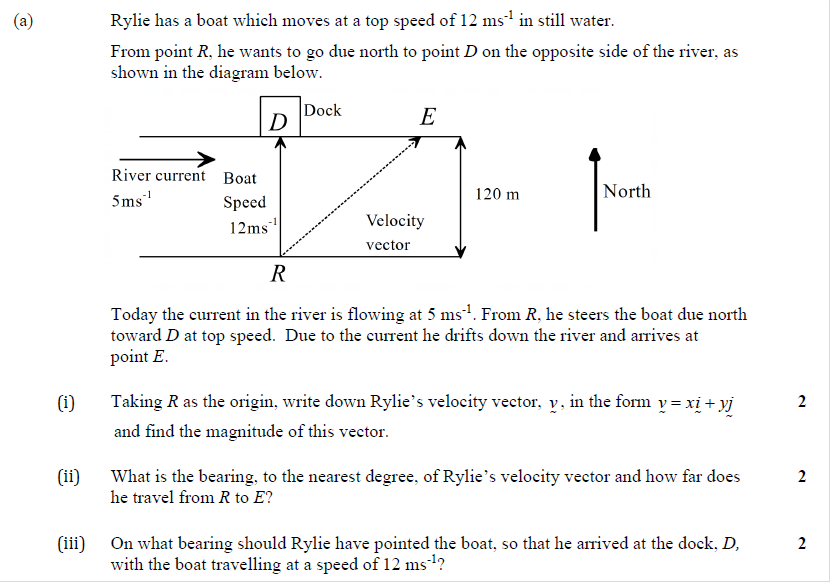 (a) Rylie has a boat which moves at a top speed of 12 ms⁻¹ in still water.
From point R, he wants to go due north to point D on the opposite side of the river, as
shown in the diagram below.
D
Dock
E
River current
5ms⁻¹
Boat
Speed
12ms⁻¹
Velocity
vector
120 m
North
R
Today the current in the river is flowing at 5 ms⁻¹. From R, he steers the boat due north
toward D at top speed. Due to the current he drifts down the river and arrives at
point E.
(i) Taking R as the origin, write down Rylie's velocity vector, v̰, in the form v̰ = xḭ + yj̰ 2
and find the magnitude of this vector.
(ii) What is the bearing, to the nearest degree, of Rylie's velocity vector and how far does 2
he travel from R to E?
(iii) On what bearing should Rylie have pointed the boat, so that he arrived at the dock, D, 2
with the boat travelling at a speed of 12 ms⁻¹?